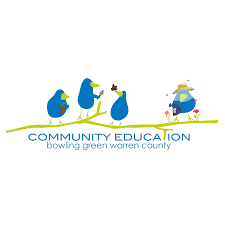 COMMUNITY EDUCATION
bowling green warren county